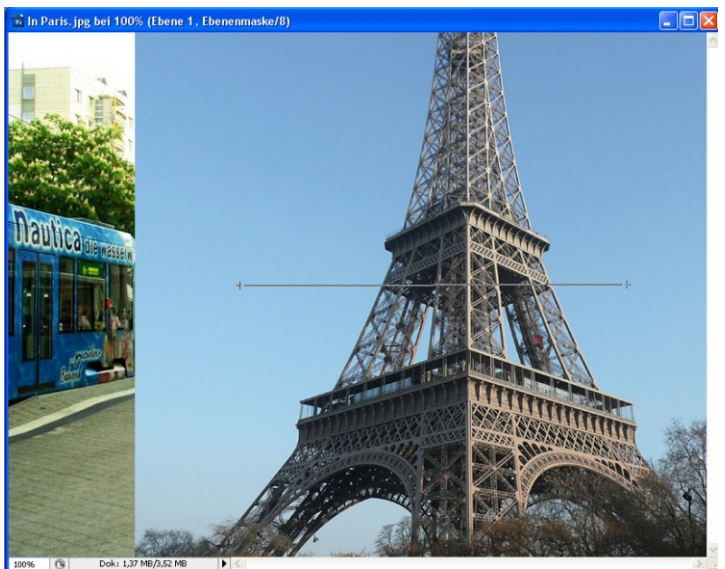 In Paris.jpg bei 100% (Ebene 1, Ebenenmaske/8)
nautica die wasserw
100%
Dok: 1,37 MB/3,52 MB